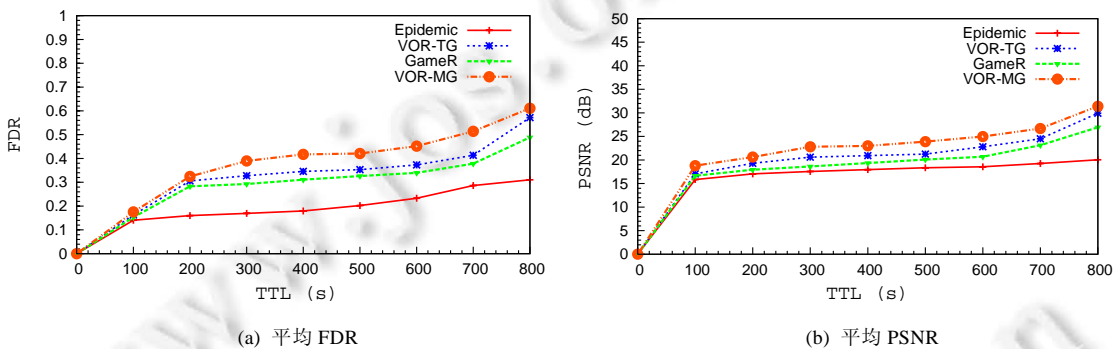 1
0.9
0.8
0.7
0.6
0.5
0.4
0.3
0.2
0.1
0
FDR
Epidemic
VOR-TG
GameR
VOR-MG
0 100 200 300 400 500 600 700 800
TTL (s)
(a) 平均 FDR
50
45
40
35
30
25
20
15
10
5
0
PSNR (dB)
Epidemic
VOR-TG
GameR
VOR-MG
0 100 200 300 400 500 600 700 800
TTL (s)
(b) 平均 PSNR